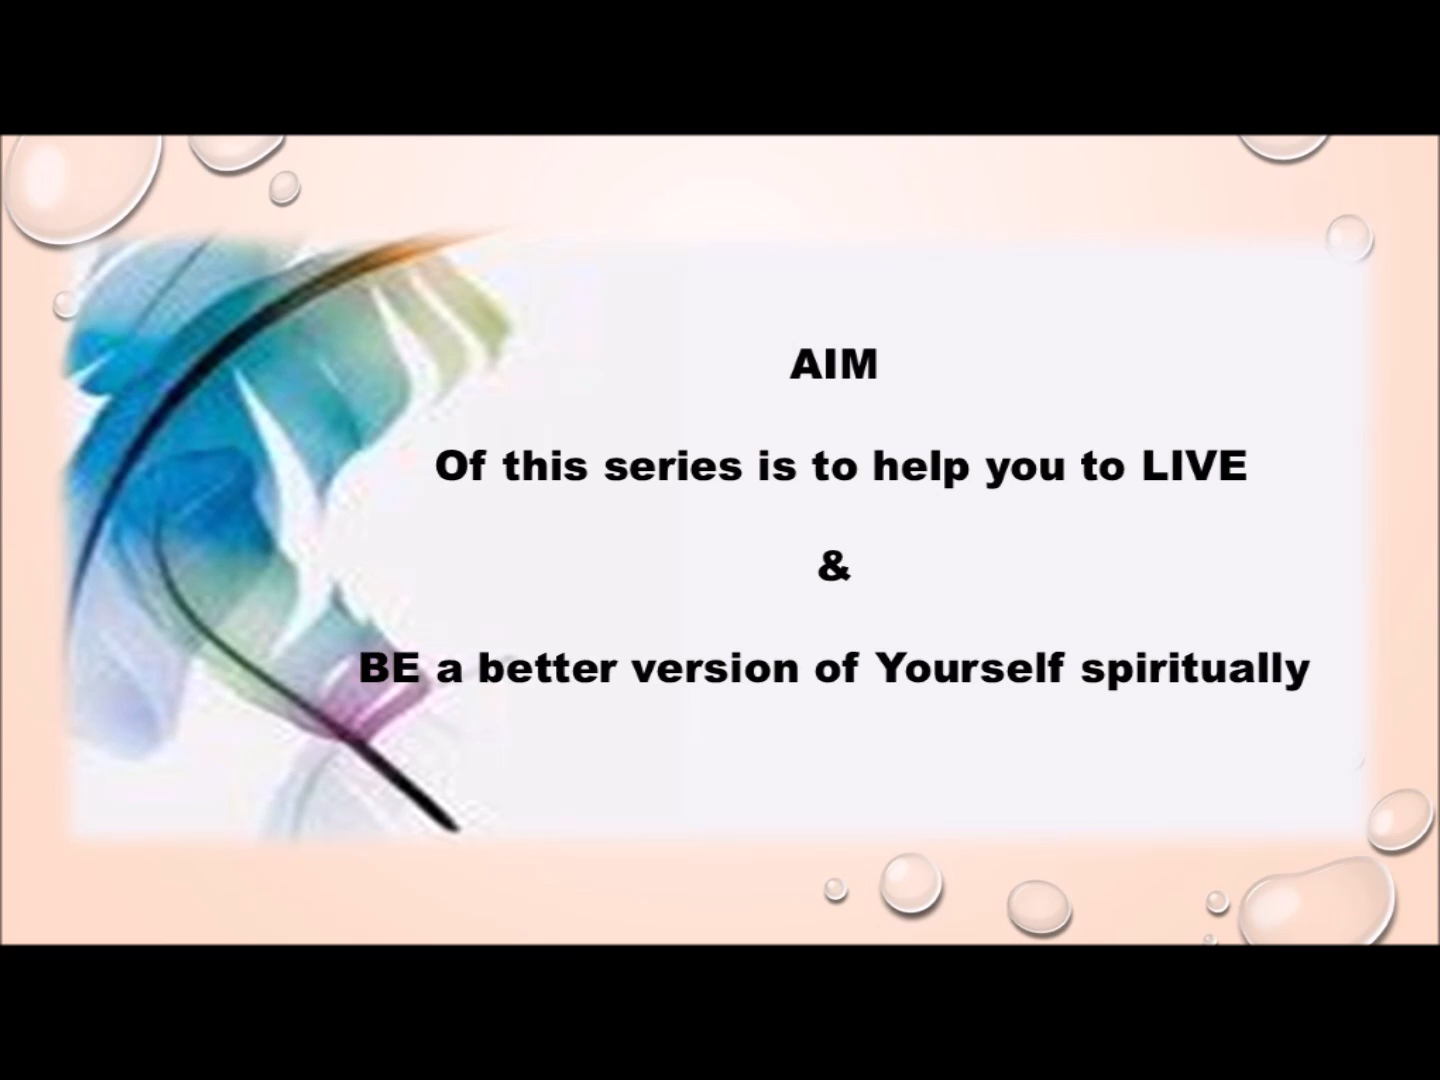 AIM
Of this series is to help you to LIVE
&
BE a better version of Yourself spiritually